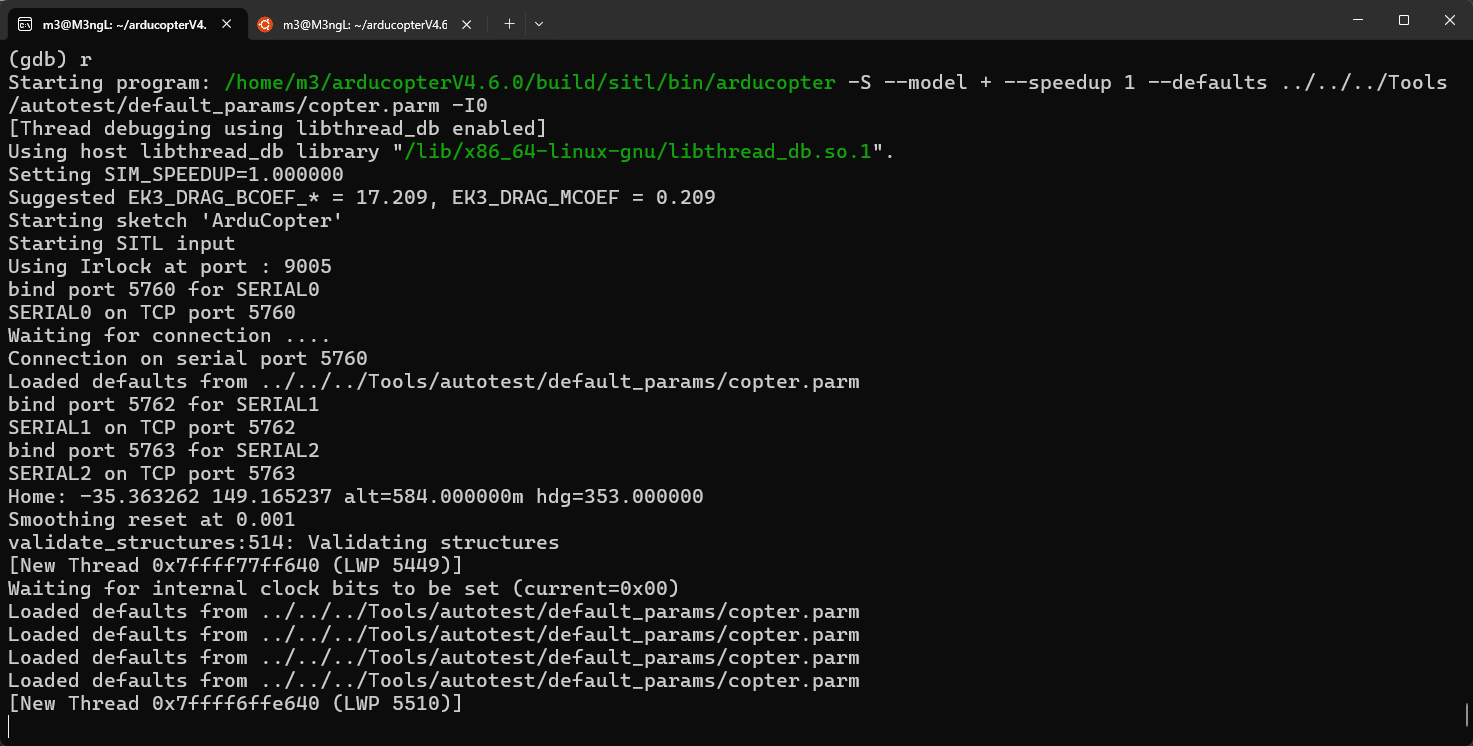 m3@M3ngL: ~/arducopterV4.
m3@M3ngL: ~/arducopterV4.6
(gdb) r
Starting program: /home/m3/arducopterV4.6.0/build/sitl/bin/arducopter -S --model + --speedup 1 --defaults ../../../Tools
/autotest/default_params/copter.parm -I0
[Thread debugging using libthread_db enabled]
Using host libthread_db library "/lib/x86_64-linux-gnu/libthread_db.so.1".
Setting SIM_SPEEDUP=1.000000
Suggested EK3_DRAG_BCOEF_* = 17.209, EK3_DRAG_MCOEF = 0.209
Starting sketch 'ArduCopter'
Starting SITL input
Using Irlock at port : 9005
bind port 5760 for SERIAL0
SERIAL0 on TCP port 5760
Waiting for connection ....
Connection on serial port 5760
Loaded defaults from ../../../Tools/autotest/default_params/copter.parm
bind port 5762 for SERIAL1
SERIAL1 on TCP port 5762
bind port 5763 for SERIAL2
SERIAL2 on TCP port 5763
Home: -35.363262 149.165237 alt=584.000000m hdg=353.000000
Smoothing reset at 0.001
validate_structures:514: Validating structures
[New Thread 0x7ffff77ff640 (LWP 5449)]
Waiting for internal clock bits to be set (current=0x00)
Loaded defaults from ../../../Tools/autotest/default_params/copter.parm
Loaded defaults from ../../../Tools/autotest/default_params/copter.parm
Loaded defaults from ../../../Tools/autotest/default_params/copter.parm
Loaded defaults from ../../../Tools/autotest/default_params/copter.parm
[New Thread 0x7ffff6ffe640 (LWP 5510)]